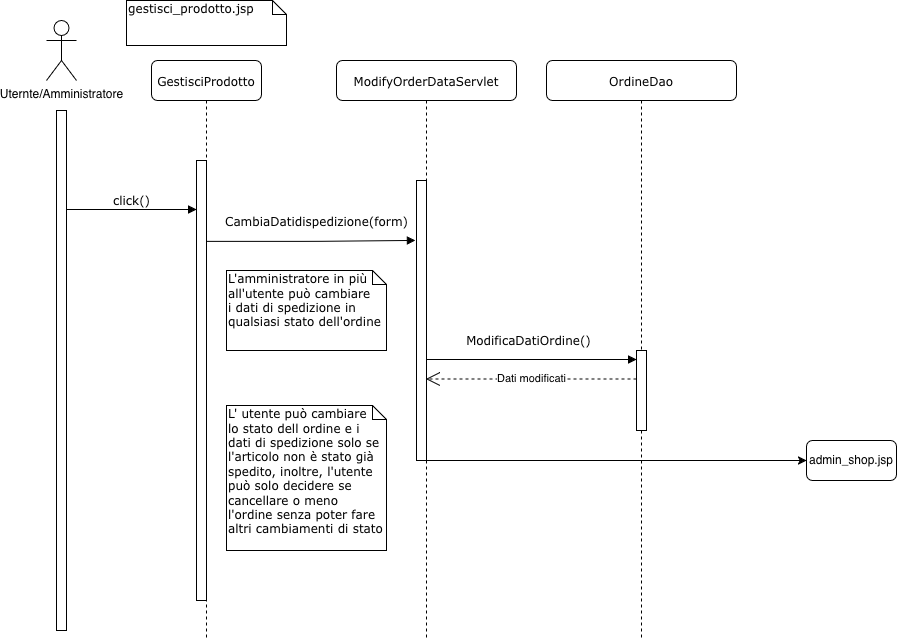 gestisci_prodotto.jsp
Uternte/Amministratore
GestisciProdotto
ModifyOrderDataServlet
OrdineDao
click()
CambiaDatidispedizione(form)
L'amministratore in più
all'utente può cambiare
i dati di spedizione in
qualsiasi stato dell'ordine
ModificaDatiOrdine()
Dati modificati
L' utente può cambiare
lo stato dell ordine e i
dati di spedizione solo se
l'articolo non è stato già
spedito, inoltre, l'utente
può solo decidere se
cancellare o meno
l'ordine senza poter fare
altri cambiamenti di stato
admin_shop.jsp